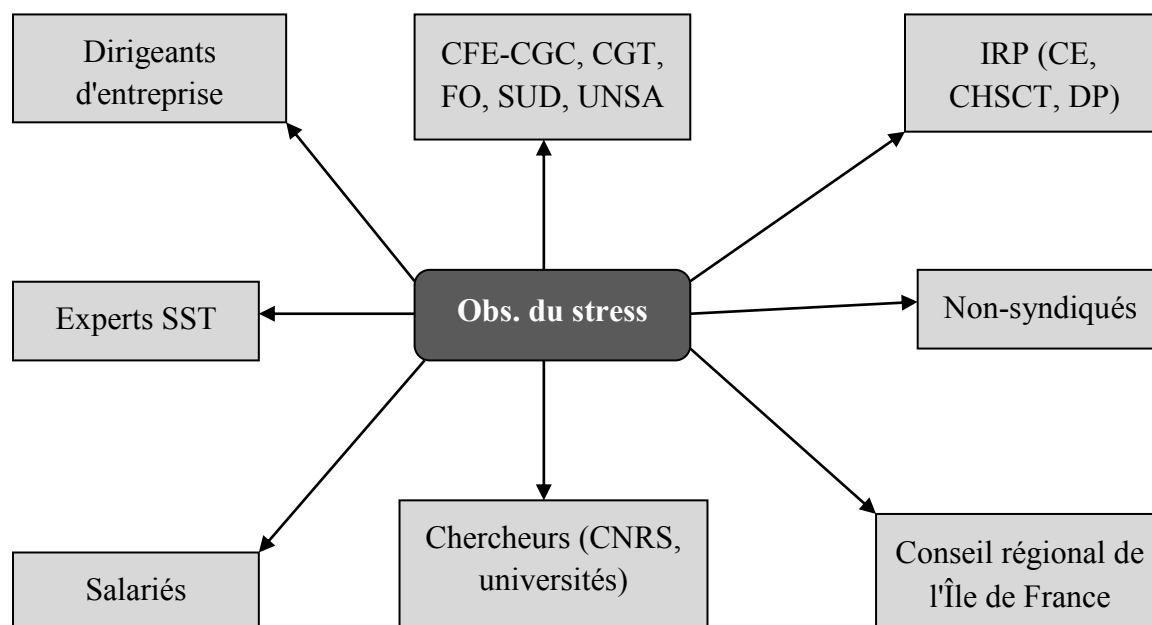 Dirigeants
d'entreprise
CFE-CGC, CGT,
FO, SUD, UNSA
IRP (CE,
CHSCT, DP)
Experts SST
Obs. du stress
Non-syndiqués
Salariés
Chercheurs (CNRS,
universités)
Conseil régional de
l'Île de France